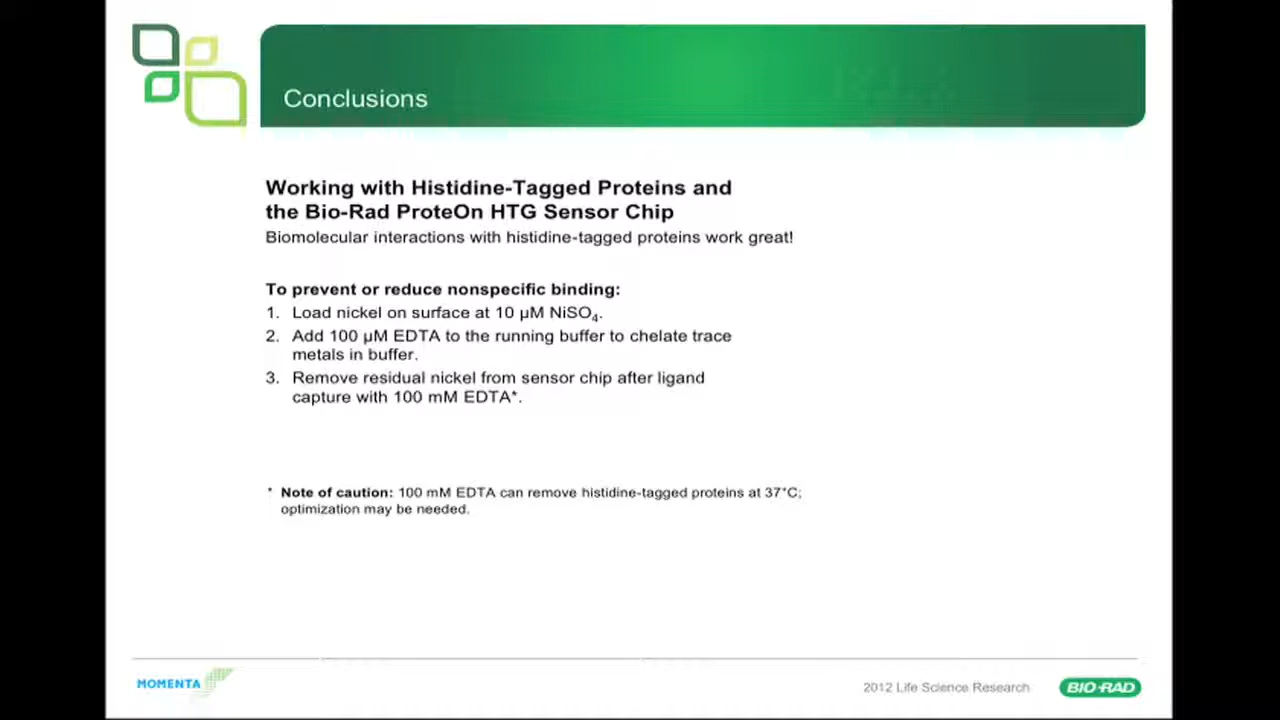 Conclusions
Working with Histidine-Tagged Proteins and
the Bio-Rad ProteOn HTG Sensor Chip
Biomolecular interactions with histidine-tagged proteins work great!
To prevent or reduce nonspecific binding:
1. Load nickel on surface at 10 µM NiSO₄.
2. Add 100 µM EDTA to the running buffer to chelate trace
metals in buffer.
3. Remove residual nickel from sensor chip after ligand
capture with 100 mM EDTA*.
* Note of caution: 100 mM EDTA can remove histidine-tagged proteins at 37°C;
optimization may be needed.
MOMENTA
2012 Life Science Research
BIO-RAD